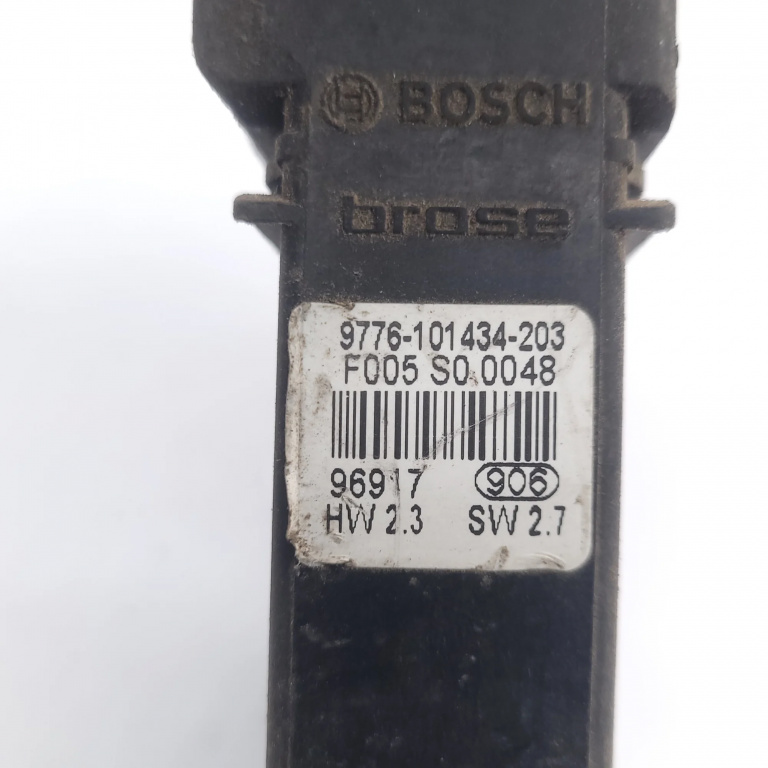 BOSCH
brose
9776-101434-203
F005 S0 0048
96917 906
HW 2.3 SW 2.7